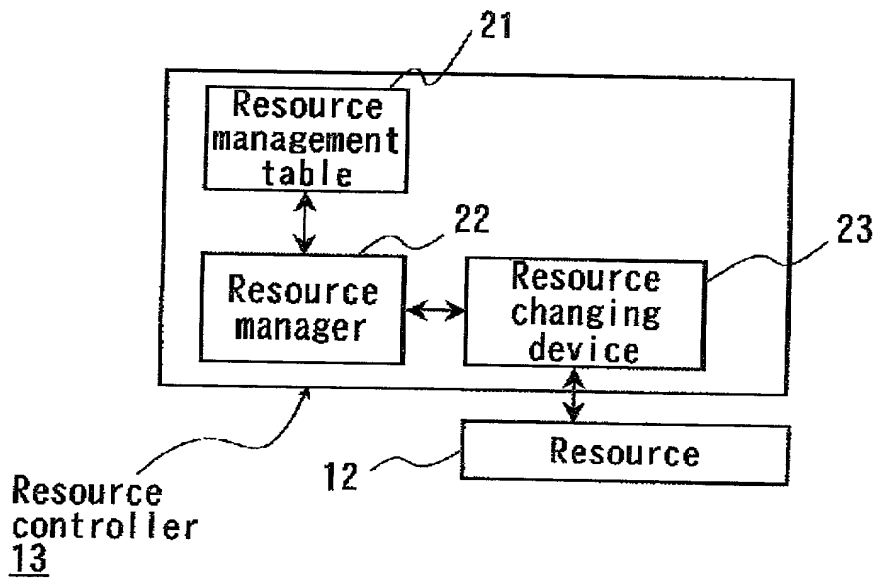 21
Resource
management
table
22
23
Resource
manager
Resource
changing
device
12
Resource
Resource
controller
13